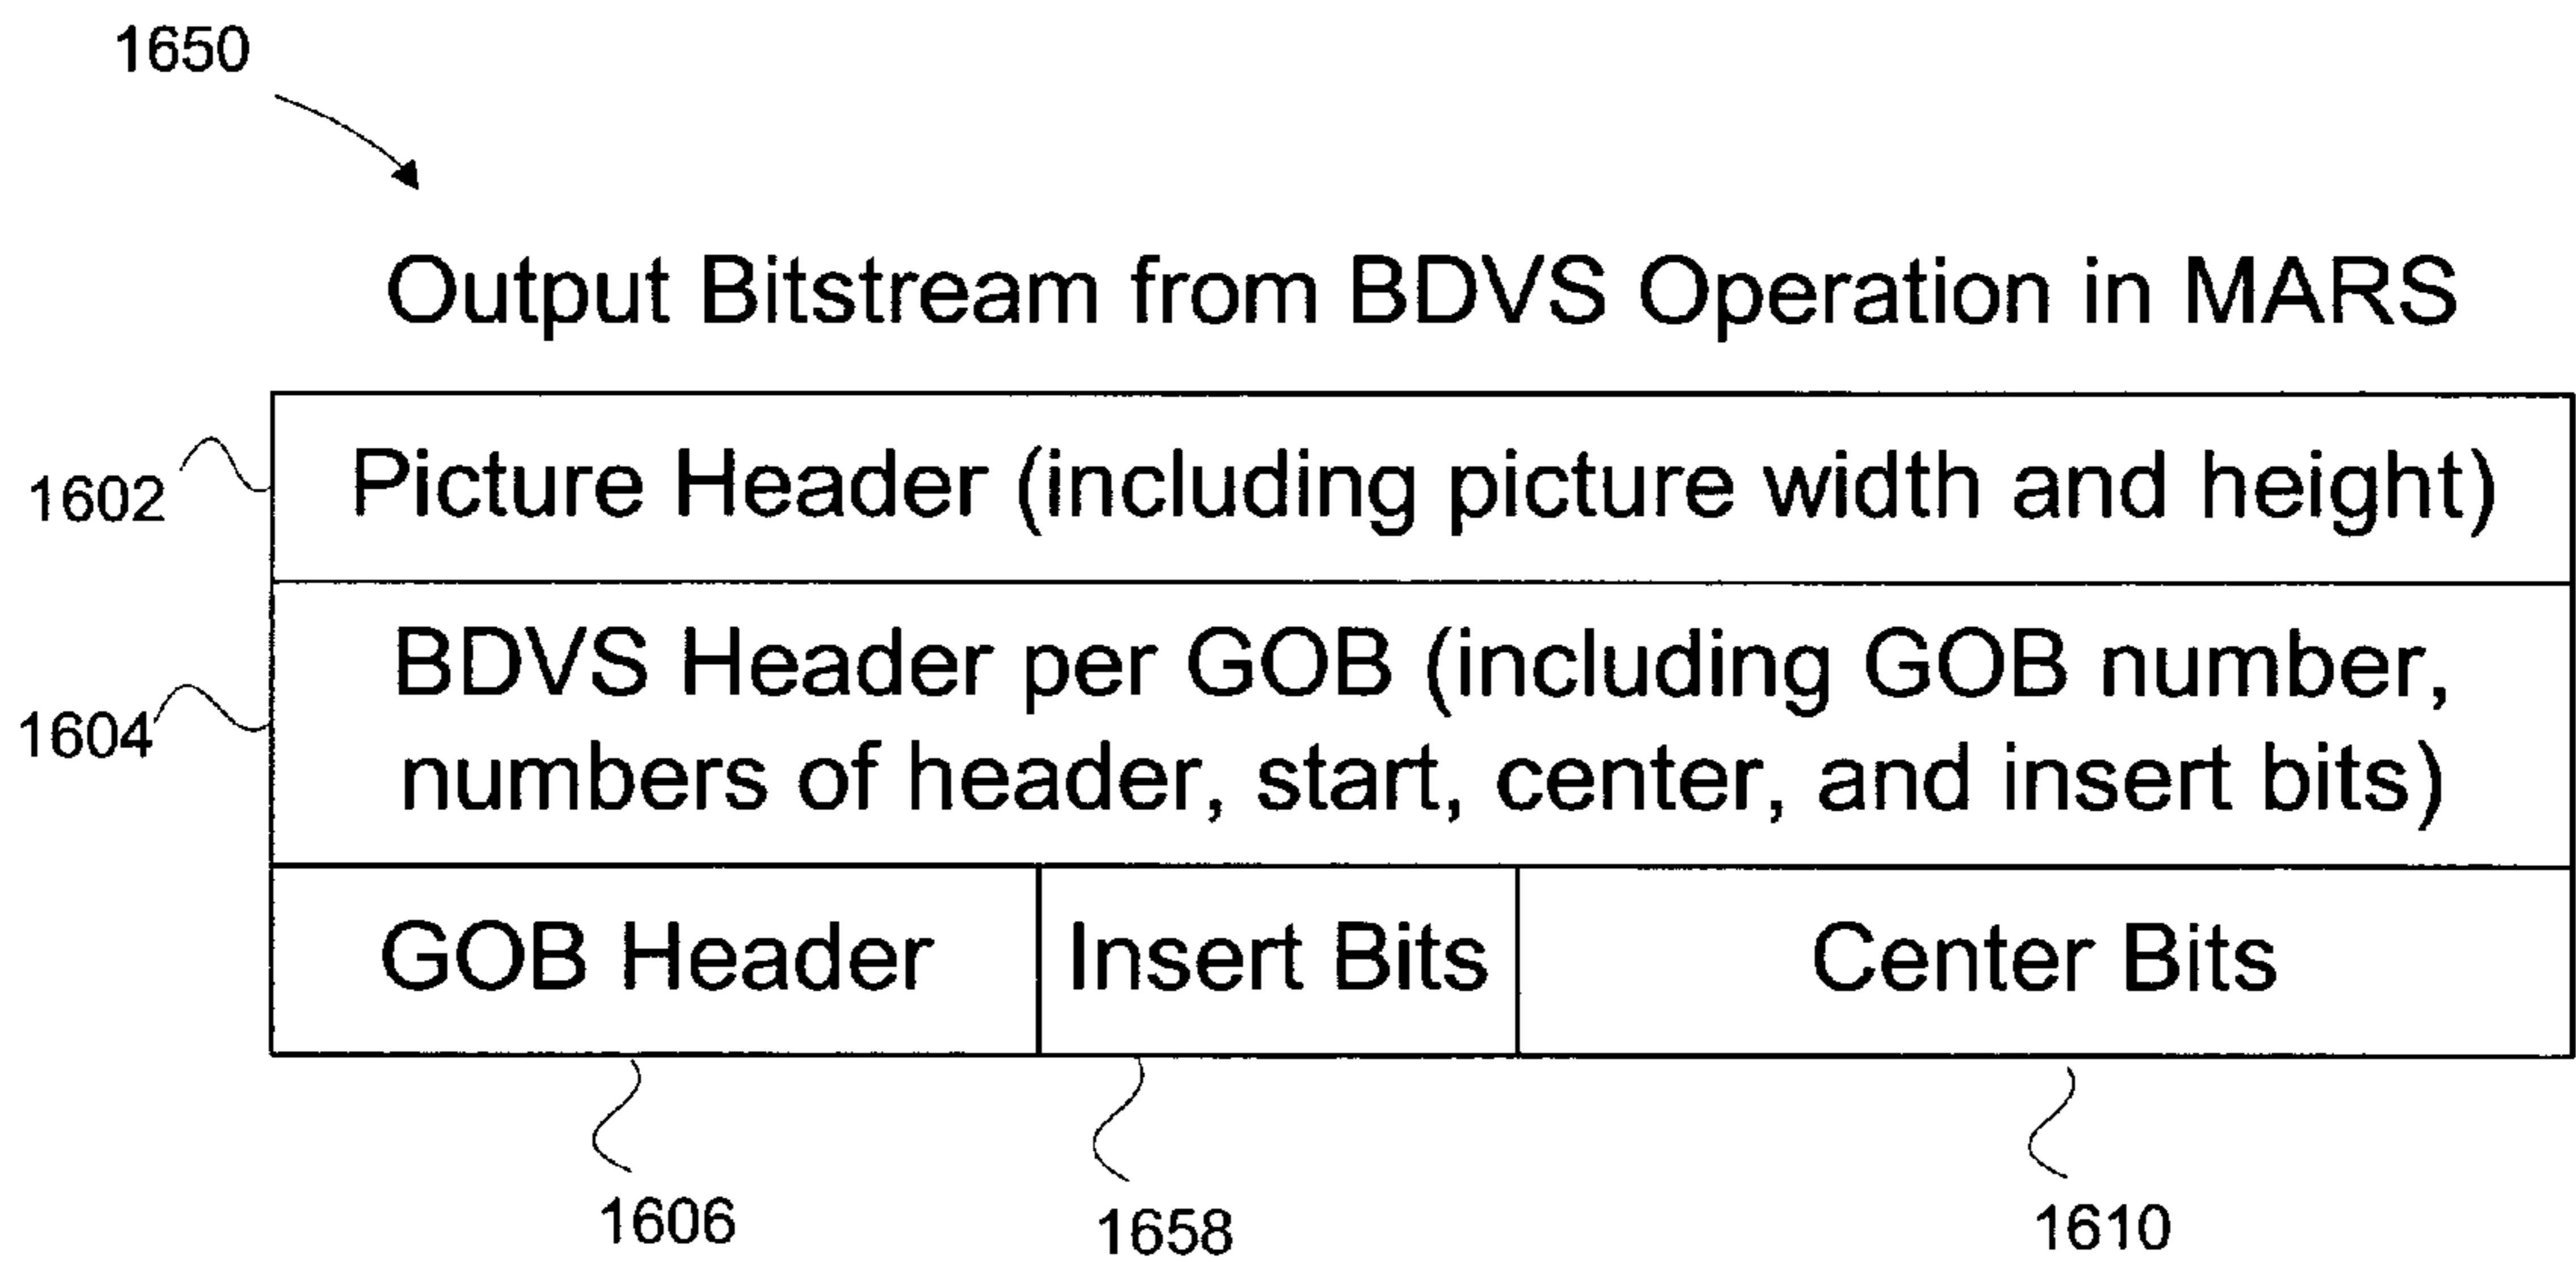 1650
Output Bitstream from BDVS Operation in MARS
1602
Picture Header (including picture width and height)
1604
BDVS Header per GOB (including GOB number,
numbers of header, start, center, and insert bits)
GOB Header
Insert Bits
Center Bits
1606
1658
1610